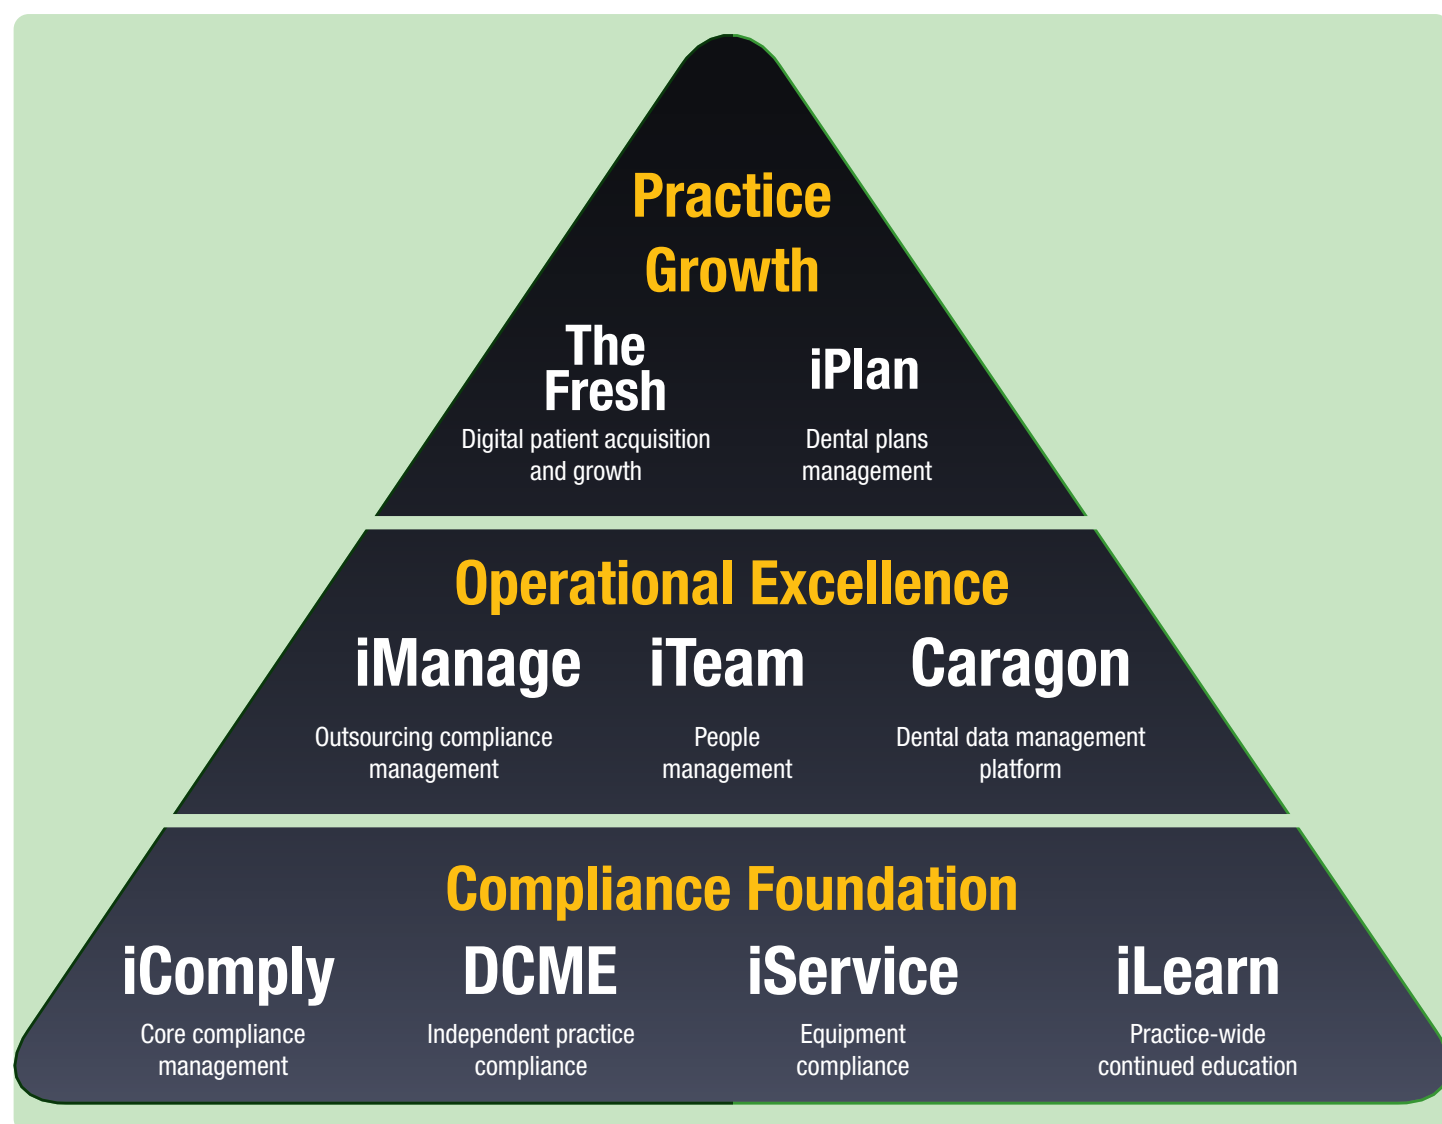 Practice
Growth
The
Fresh
Digital patient acquisition
and growth
iPlan
Dental plans
management
Operational Excellence
iManage
Outsourcing compliance
management
iTeam
People
management
Caragon
Dental data management
platform
Compliance Foundation
iComply
Core compliance
management
DCME
Independent practice
compliance
iService
Equipment
compliance
iLearn
Practice-wide
continued education